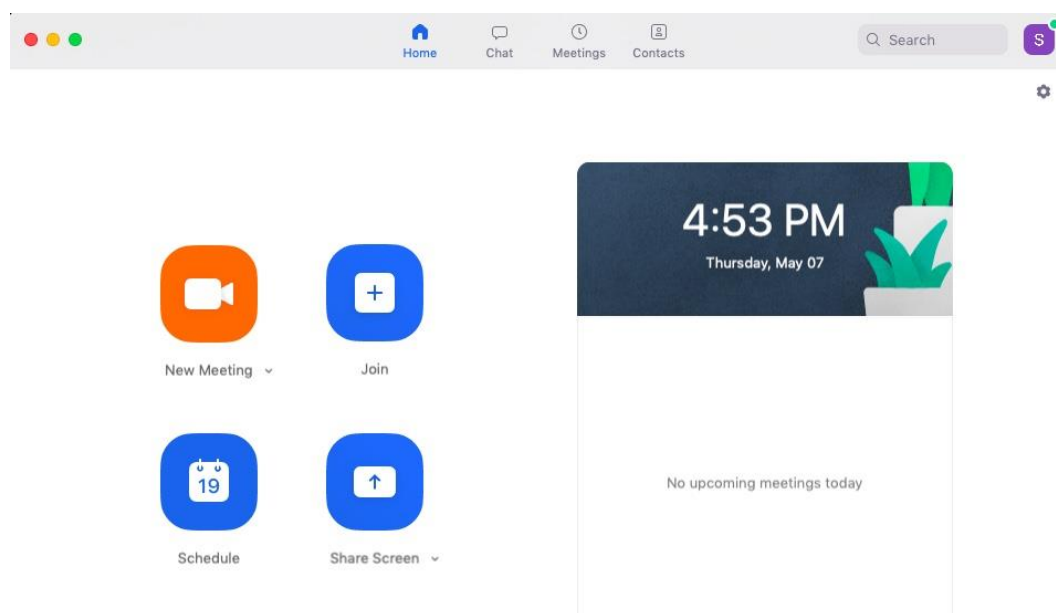 Home
Chat
Meetings
Contacts
Search
S
4:53 PM
Thursday, May 07
New Meeting
Join
19
Schedule
Share Screen
No upcoming meetings today